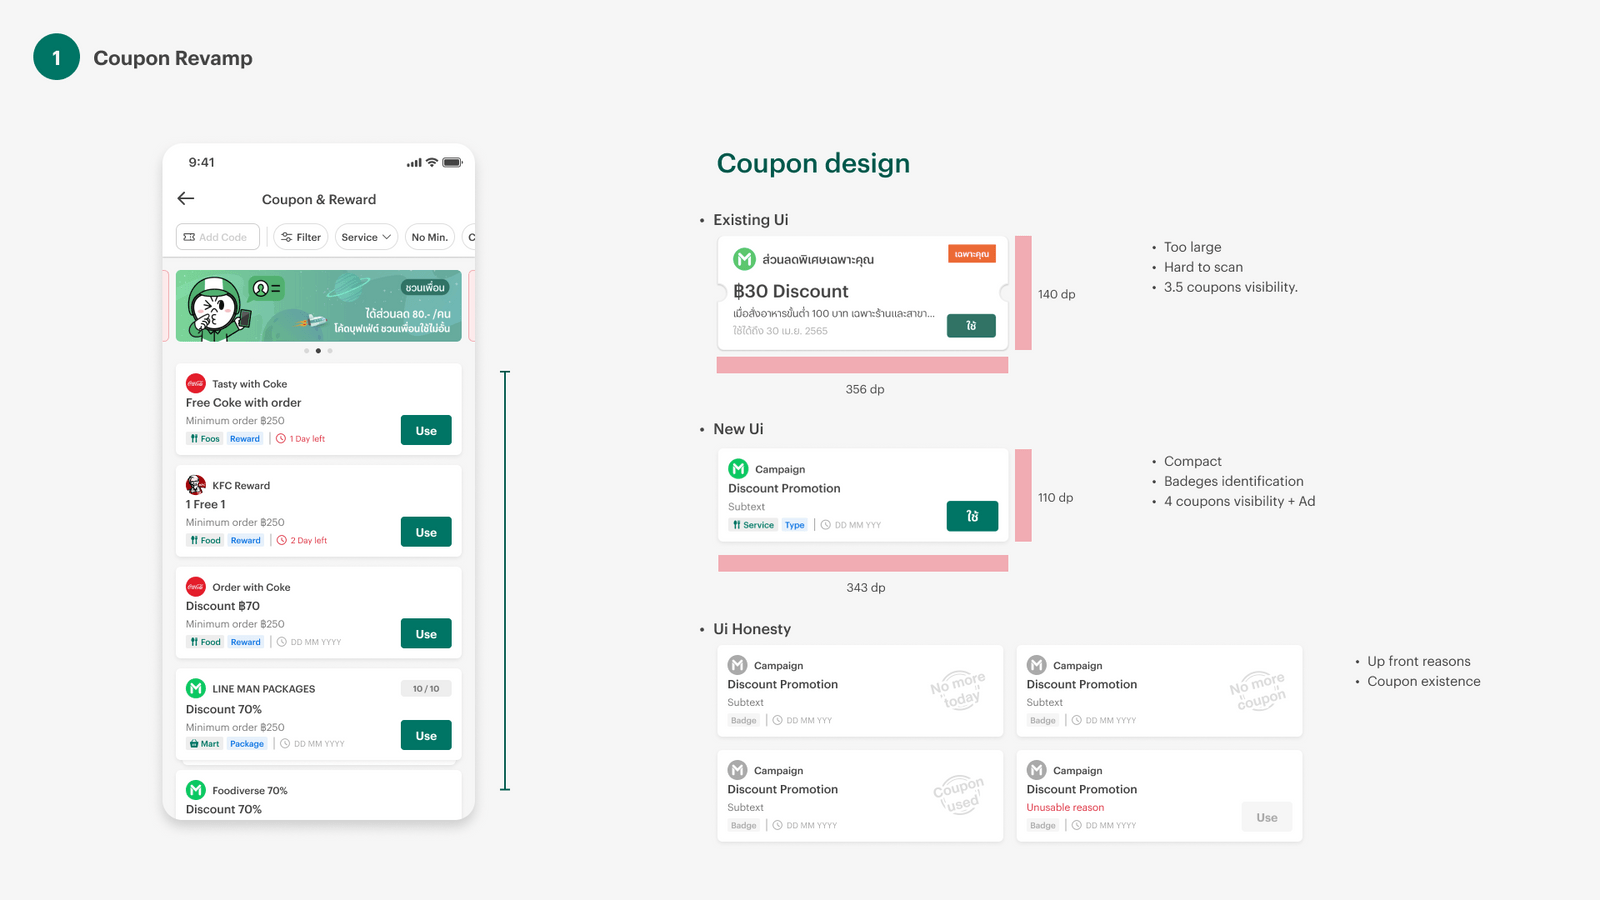 1
Coupon Revamp
9:41
Coupon & Reward
Add Code
Filter
Service
No Min.
C
ชวนเพื่อน
ได้ส่วนลด 80.- /คน
โค้ดบุฟเฟ่ต์ ชวนเพื่อนใช้ไม่อั้น
Tasty with Coke
Free Coke with order
Minimum order ฿250
Foos
Reward
1 Day left
Use
KFC Reward
1 Free 1
Minimum order ฿250
Food
Reward
2 Day left
Use
Order with Coke
Discount ฿70
Minimum order ฿250
Food
Reward
DD MM YYYY
Use
LINE MAN PACKAGES
10 / 10
Discount 70%
Minimum order ฿250
Mart
Package
DD MM YYYY
Use
Foodiverse 70%
Discount 70%
Coupon design
• Existing Ui
ส่วนลดพิเศษเฉพาะคุณ
เฉพาะคุณ
฿30 Discount
เมื่อสั่งอาหารขั้นต่ำ 100 บาท เฉพาะร้านและสาขา...
ใช้ได้ถึง 30 เม.ย. 2565
ใช้
140 dp
356 dp
• Too large
• Hard to scan
• 3.5 coupons visibility.
• New Ui
Campaign
Discount Promotion
Subtext
Service
Type
DD MM YYY
ใช้
110 dp
343 dp
• Compact
• Badeges identification
• 4 coupons visibility + Ad
• Ui Honesty
Campaign
Discount Promotion
Subtext
Badge
DD MM YYY
No more
today
Campaign
Discount Promotion
Subtext
Badge
DD MM YYYY
No more
coupon
Campaign
Discount Promotion
Subtext
Badge
DD MM YYYY
Coupon
used
Campaign
Discount Promotion
Unusable reason
Badge
DD MM YYYY
Use
• Up front reasons
• Coupon existence